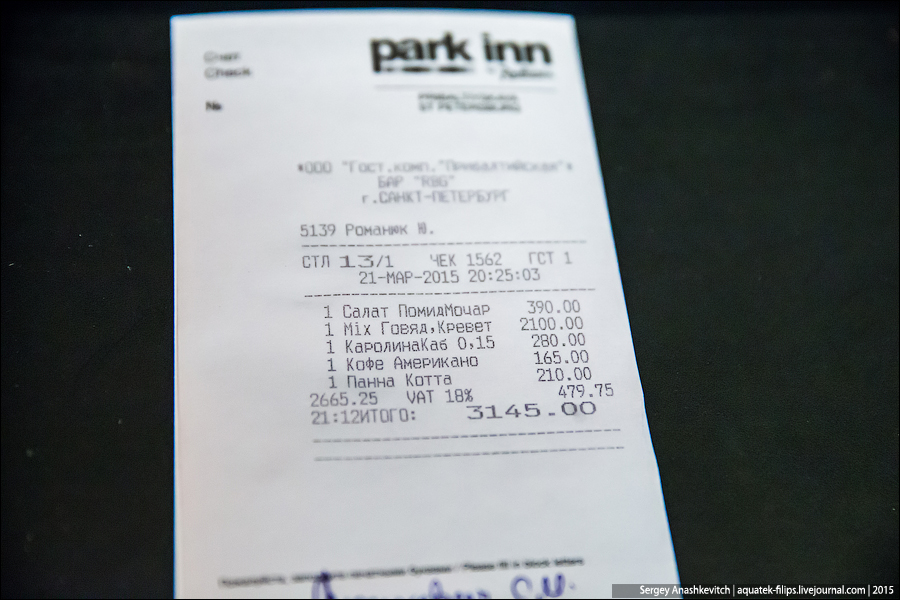 Счет
Check
park inn
№
PRIBALTIYSKAYA
ST PETERSBURG
*ООО "Гост.комп."Прибалтийская"*
БАР "RBG"
г.САНКТ-ПЕТЕРБУРГ
5139 Романюк Ю.
СТЛ 13/1 ЧЕК 1562 ГСТ 1
21-МАР-2015 20:25:03
1 Салат ПомидМоцар 390.00
1 Mix Говяд,Кревет 2100.00
1 КаролинаКаб 0,15 280.00
1 Кофе Американо 165.00
1 Панна Котта 210.00
2665.25 VAT 18% 479.75
21:12ИТОГО: 3145.00
Sergey Anashkevitch | aquatek-filips.livejournal.com | 2015